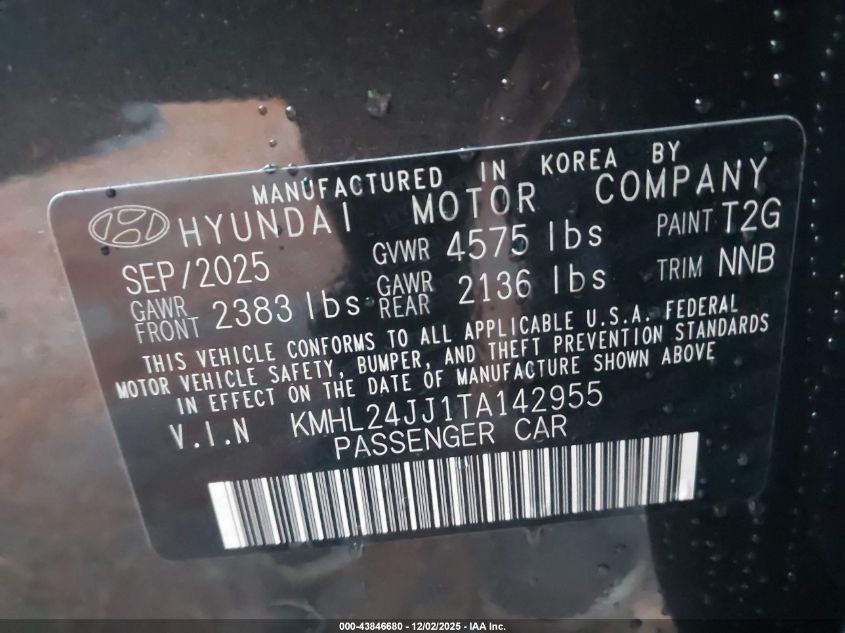 MANUFACTURED IN KOREA BY
HYUNDAI MOTOR COMPANY
SEP/2025 GVWR 4575 lbs PAINT T2G
GAWR FRONT 2383 lbs GAWR REAR 2136 lbs TRIM NNB
THIS VEHICLE CONFORMS TO ALL APPLICABLE U.S.A. FEDERAL
MOTOR VEHICLE SAFETY, BUMPER, AND THEFT PREVENTION STANDARDS
IN EFFECT ON THE DATE OF MANUFACTURE SHOWN ABOVE
V.I.N KMHL24JJ1TA142955
PASSENGER CAR
000-43846680 - 12/02/2025 - IAA Inc.